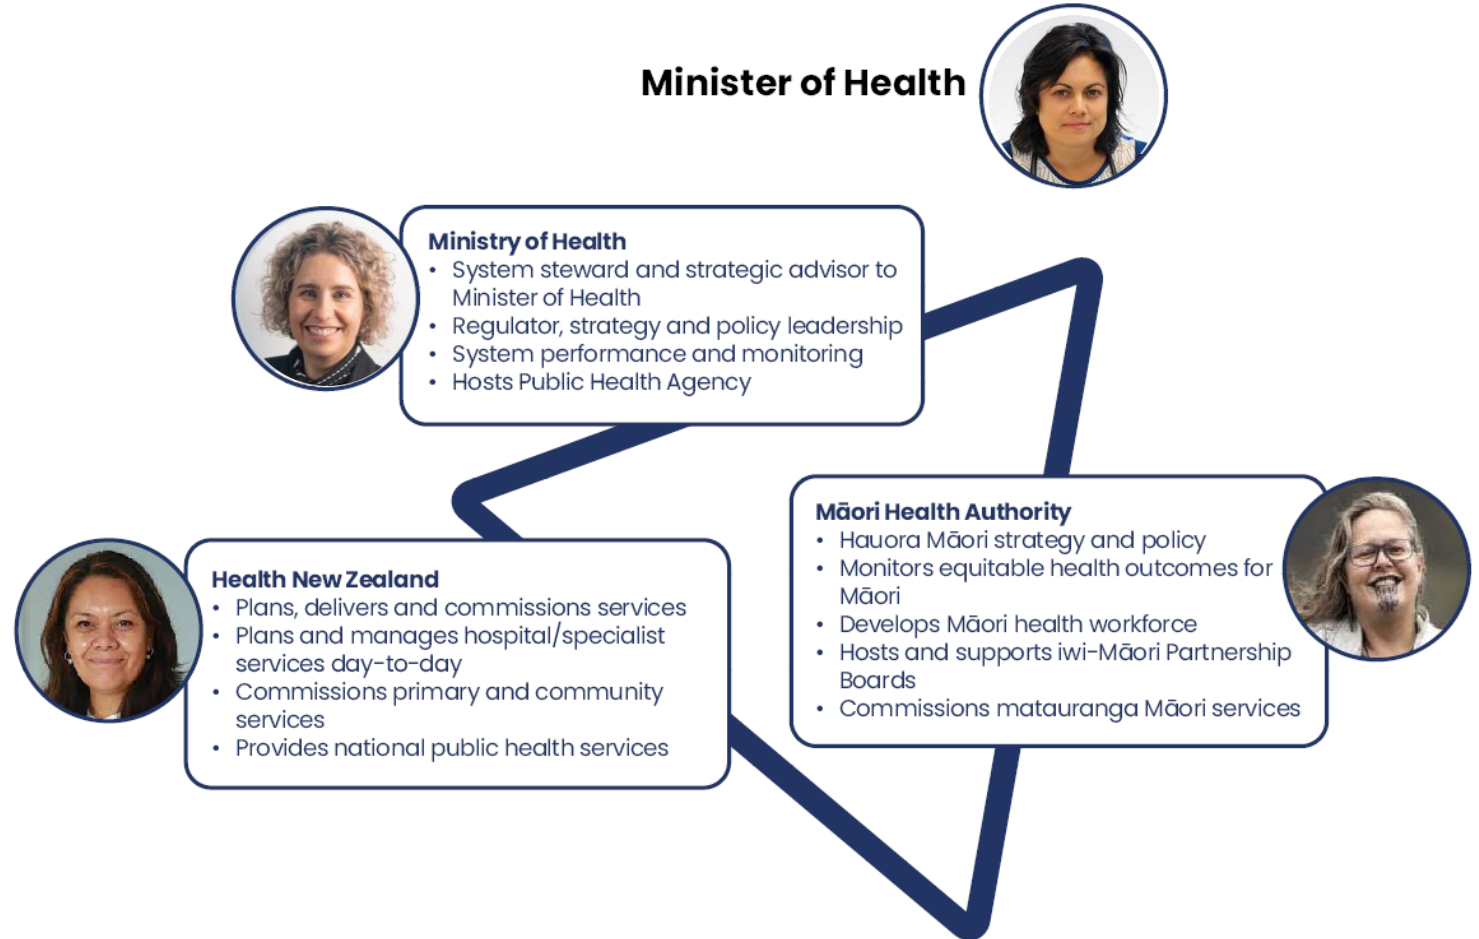 Minister of Health
Ministry of Health
• System steward and strategic advisor to
Minister of Health
• Regulator, strategy and policy leadership
• System performance and monitoring
• Hosts Public Health Agency
Māori Health Authority
• Hauora Māori strategy and policy
• Monitors equitable health outcomes for
Māori
• Develops Māori health workforce
• Hosts and supports iwi-Māori Partnership
Boards
• Commissions matauranga Māori services
Health New Zealand
• Plans, delivers and commissions services
• Plans and manages hospital/specialist
services day-to-day
• Commissions primary and community
services
• Provides national public health services